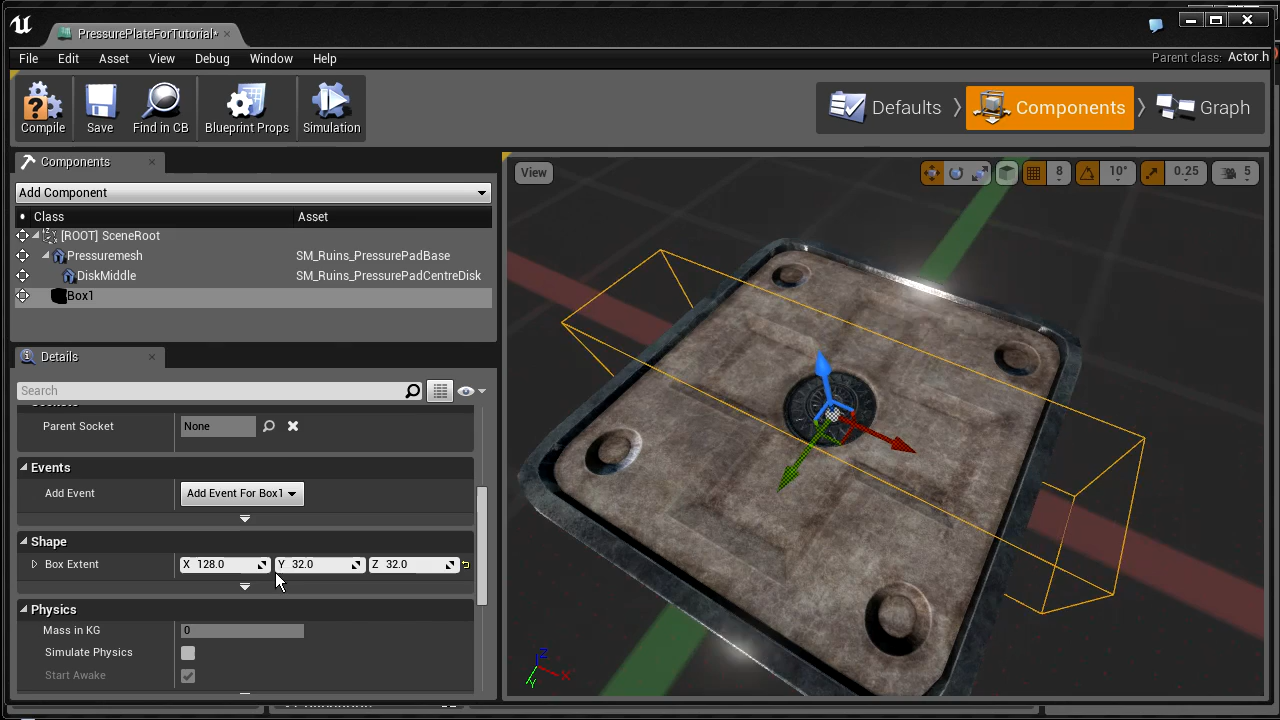 PressurePlateForTutorial*
File Edit Asset View Debug Window Help
Parent class: Actor.h
Compile Save Find in CB Blueprint Props Simulation
Defaults Components Graph
Components
Add Component
Class Asset
[ROOT] SceneRoot
Pressuremesh SM_Ruins_PressurePadBase
DiskMiddle SM_Ruins_PressurePadCentreDisk
Box1
Details
Search
Parent Socket None
Events
Add Event Add Event For Box1
Shape
Box Extent X 128.0 Y 32.0 Z 32.0
Physics
Mass in KG 0
Simulate Physics
Start Awake
View 8 10° 0.25 5
Z
X
Y